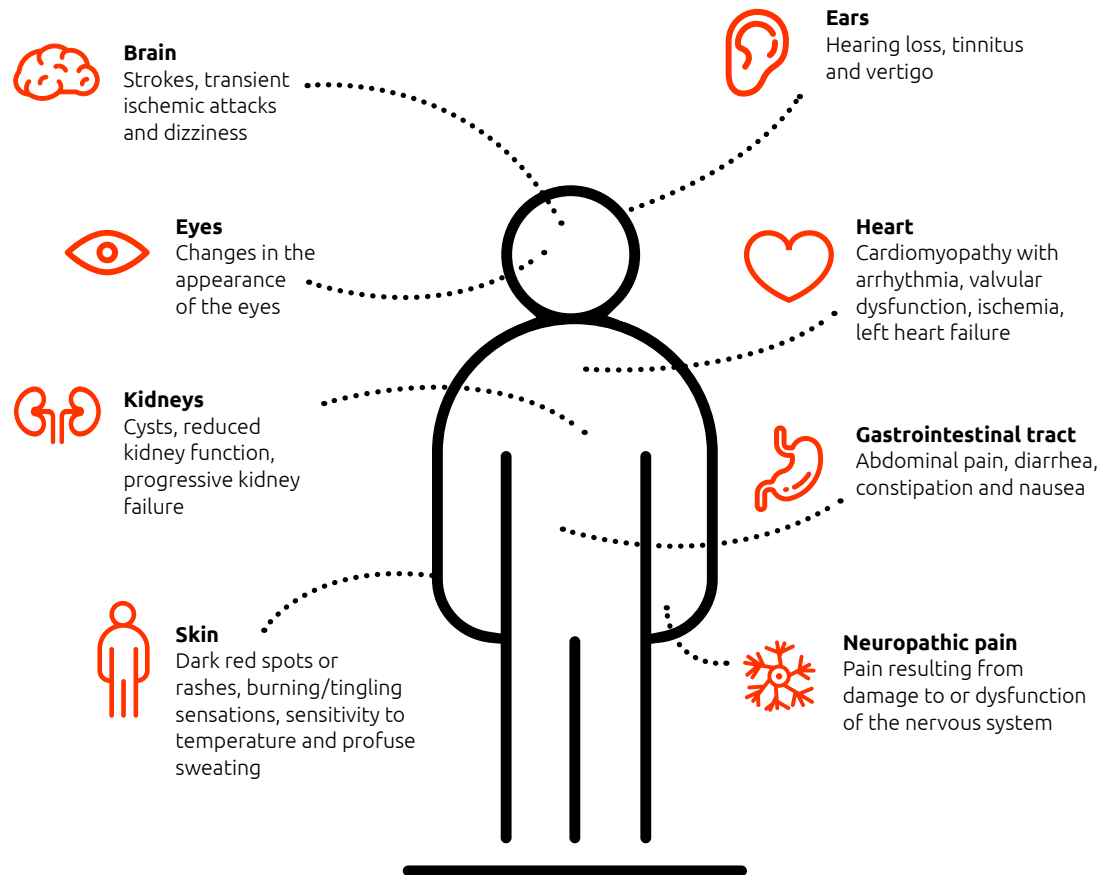 Brain
Strokes, transient
ischemic attacks
and dizziness
Ears
Hearing loss, tinnitus
and vertigo
Eyes
Changes in the
appearance
of the eyes
Heart
Cardiomyopathy with
arrhythmia, valvular
dysfunction, ischemia,
left heart failure
Kidneys
Cysts, reduced
kidney function,
progressive kidney
failure
Gastrointestinal tract
Abdominal pain, diarrhea,
constipation and nausea
Skin
Dark red spots or
rashes, burning/tingling
sensations, sensitivity to
temperature and profuse
sweating
Neuropathic pain
Pain resulting from
damage to or dysfunction
of the nervous system